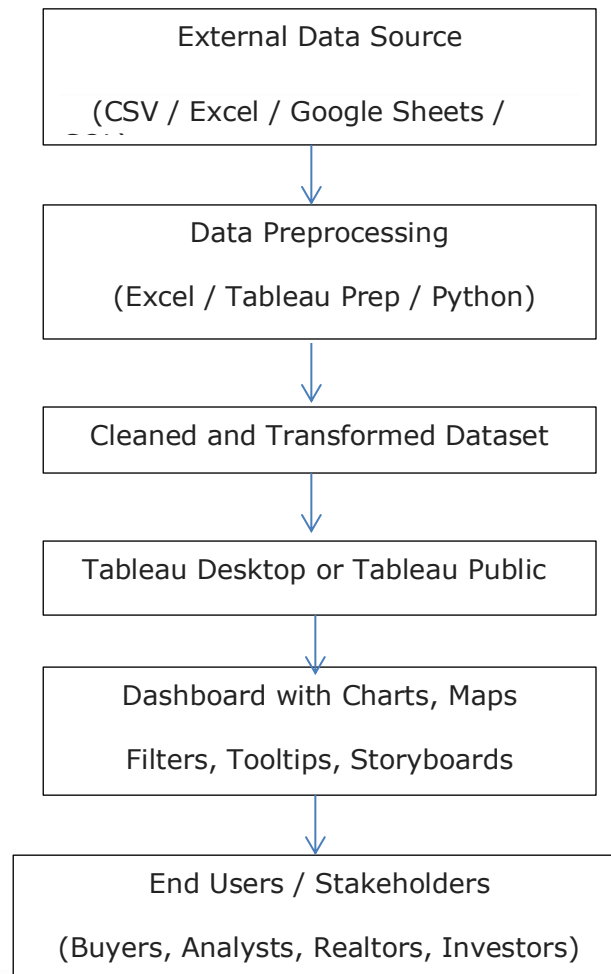 External Data Source
(CSV / Excel / Google Sheets /
Data Preprocessing
(Excel / Tableau Prep / Python)
Cleaned and Transformed Dataset
Tableau Desktop or Tableau Public
Dashboard with Charts, Maps
Filters, Tooltips, Storyboards
End Users / Stakeholders
(Buyers, Analysts, Realtors, Investors)